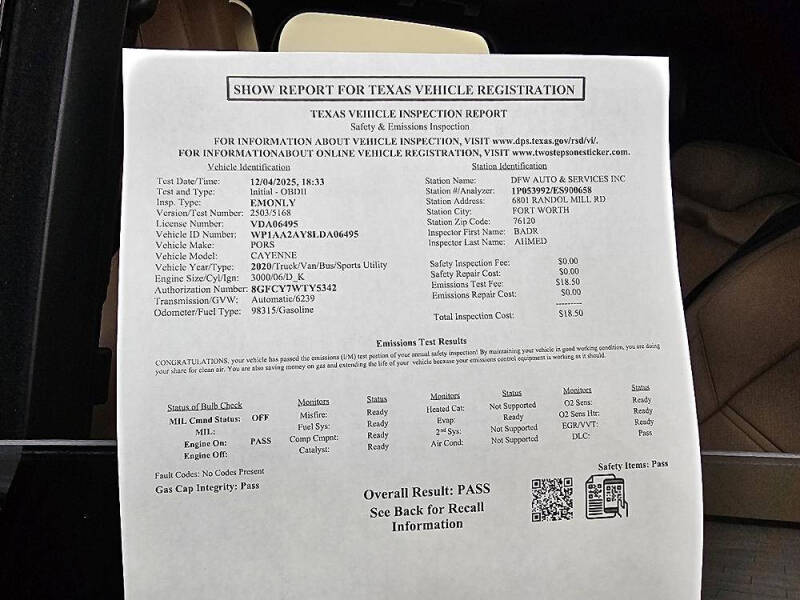 SHOW REPORT FOR TEXAS VEHICLE REGISTRATION
TEXAS VEHICLE INSPECTION REPORT
Safety & Emissions Inspection
FOR INFORMATION ABOUT VEHICLE INSPECTION, VISIT www.dps.texas.gov/rsd/vi/.
FOR INFORMATIONABOUT ONLINE VEHICLE REGISTRATION, VISIT www.twostepsonesticker.com.
Vehicle Identification
Test Date/Time: 12/04/2025, 18:33
Test and Type: Initial - OBDII
Insp. Type: EMONLY
Version/Test Number: 2503/5168
License Number: VDA06495
Vehicle ID Number: WP1AA2AY8LDA06495
Vehicle Make: PORS
Vehicle Model: CAYENNE
Vehicle Year/Type: 2020/Truck/Van/Bus/Sports Utility
Engine Size/Cyl/Ign: 3000/06/D_K
Authorization Number: 8GFCY7WTY5342
Transmission/GVW: Automatic/6239
Odometer/Fuel Type: 98315/Gasoline
Station Identification
Station Name: DFW AUTO & SERVICES INC
Station #/Analyzer: 1P053992/ES900658
Station Address: 6801 RANDOL MILL RD
Station City: FORT WORTH
Station Zip Code: 76120
Inspector First Name: BADR
Inspector Last Name: AHMED
Safety Inspection Fee: $0.00
Safety Repair Cost: $0.00
Emissions Test Fee: $18.50
Emissions Repair Cost: $0.00
---------
Total Inspection Cost: $18.50
Emissions Test Results
CONGRATULATIONS, your vehicle has passed the emissions (I/M) test portion of your annual safety inspection! By maintaining your vehicle in good working condition, you are doing
your share for clean air. You are also saving money on gas and extending the life of your vehicle because your emissions control equipment is working as it should.
Status of Bulb Check
MIL Cmnd Status: OFF
MIL:
Engine On: PASS
Engine Off:
Monitors Status
Misfire: Ready
Fuel Sys: Ready
Comp Cmpnt: Ready
Catalyst: Ready
Monitors Status
Heated Cat: Not Supported
Evap: Ready
2nd Sys: Not Supported
Air Cond: Not Supported
Monitors Status
O2 Sens: Ready
O2 Sens Htr: Ready
EGR/VVT: Ready
DLC: Pass
Fault Codes: No Codes Present
Gas Cap Integrity: Pass
Safety Items: Pass
Overall Result: PASS
See Back for Recall
Information